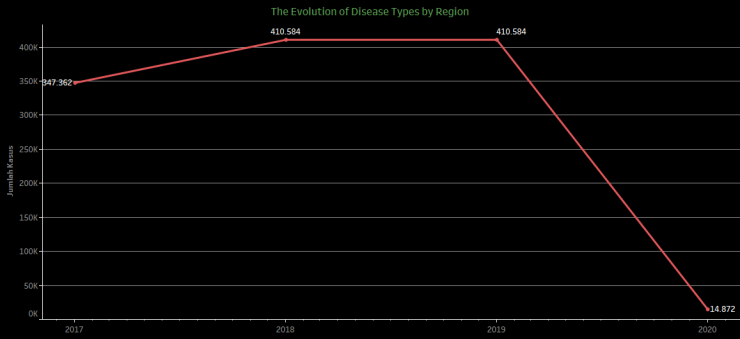 The Evolution of Disease Types by Region
Jumlah Kasus
400K
350K
300K
250K
200K
150K
100K
50K
0K
347.362
410.584
410.584
14.872
2017
2018
2019
2020